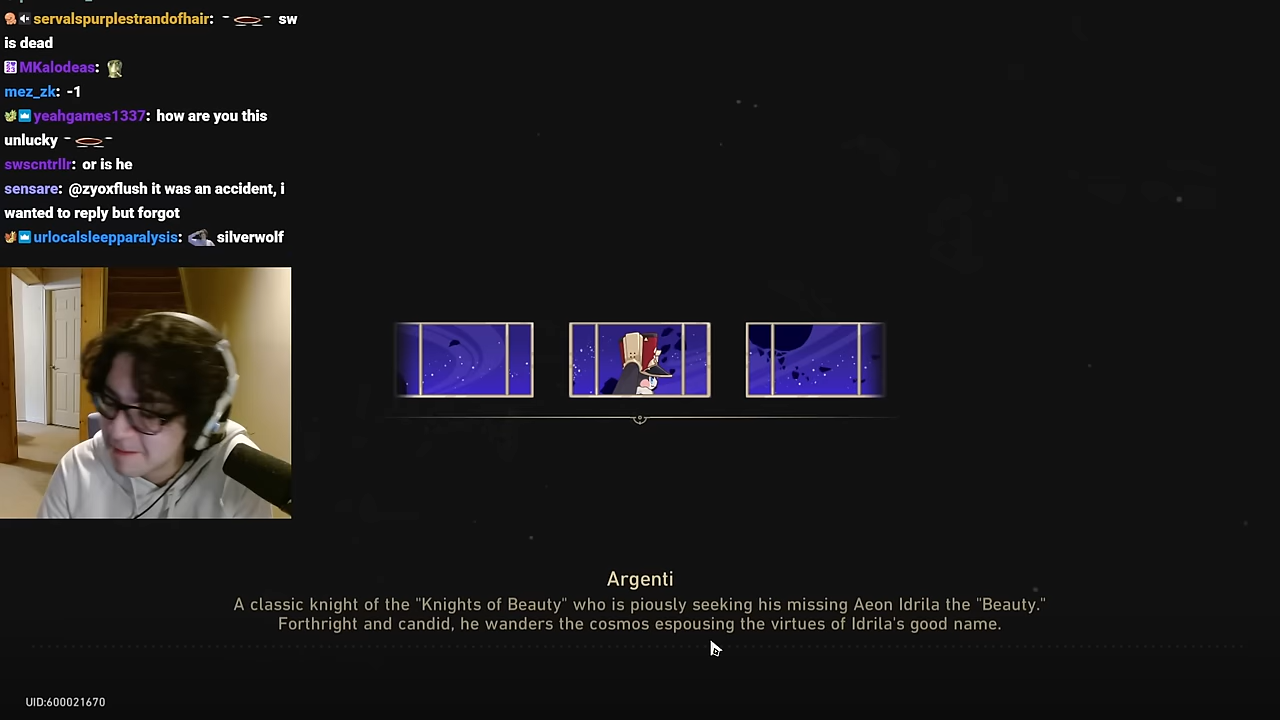 servalspurplestrandofhair: sw
is dead
MKalodeas:
mez_zk: -1
yeahgames1337: how are you this
unlucky
swscntrllr: or is he
sensare: @zyoxflush it was an accident, i
wanted to reply but forgot
urlocalsleepparalysis: silverwolf
Argenti
A classic knight of the "Knights of Beauty" who is piously seeking his missing Aeon Idrila the "Beauty."
Forthright and candid, he wanders the cosmos espousing the virtues of Idrila's good name.
UID:600021670